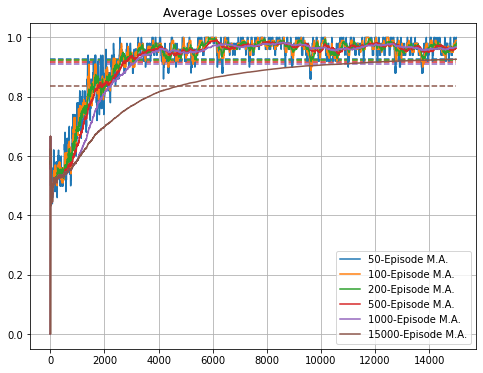 Average Losses over episodes
1.0
0.8
0.6
0.4
0.2
0.0
50-Episode M.A.
100-Episode M.A.
200-Episode M.A.
500-Episode M.A.
1000-Episode M.A.
15000-Episode M.A.
0 2000 4000 6000 8000 10000 12000 14000